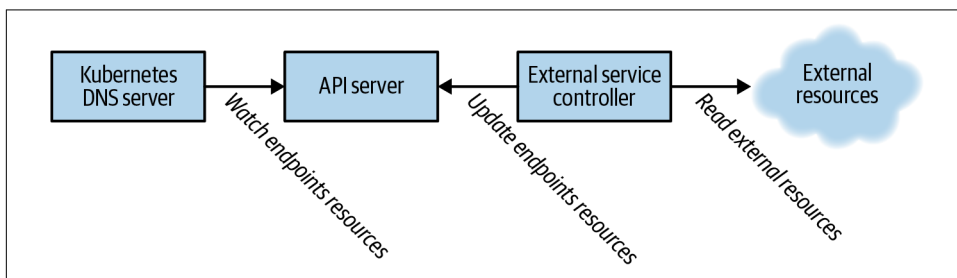 Kubernetes
DNS server
API server
External service
controller
External
resources
Watch endpoints resources
Update endpoints resources
Read external resources